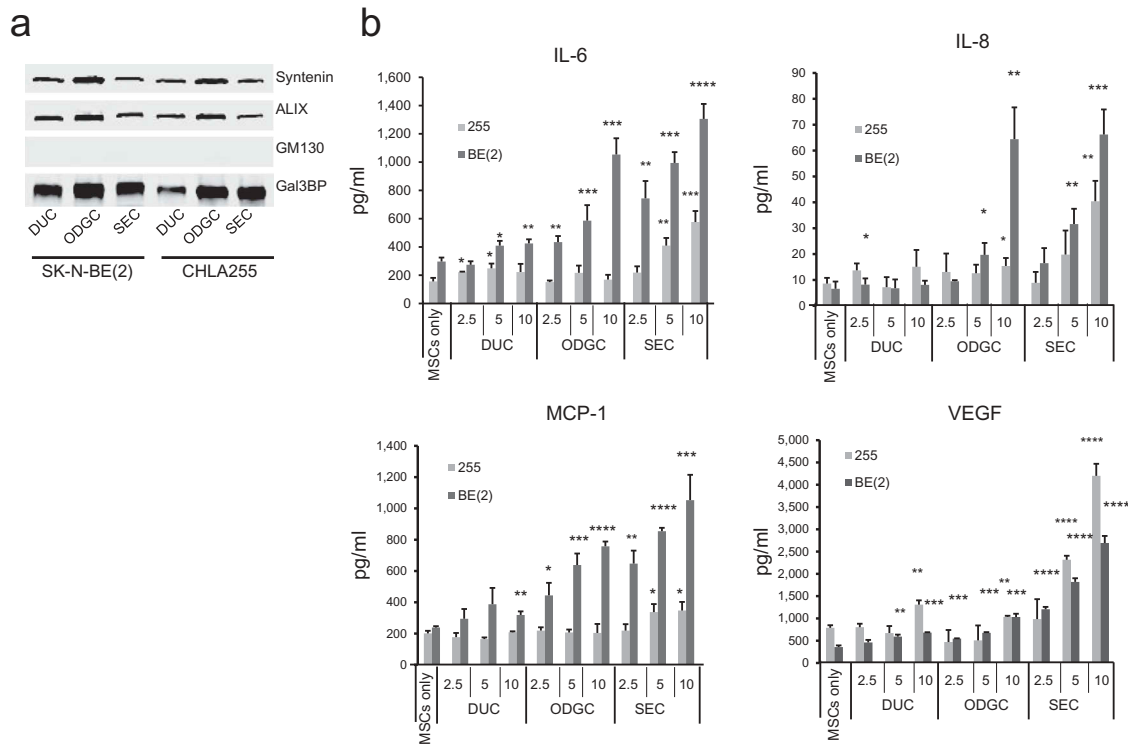 a
Syntenin
ALIX
GM130
Gal3BP
DUC ODGC SEC DUC ODGC SEC
SK-N-BE(2) CHLA255
b
IL-6
pg/ml
1,600
1,400
1,200
1,000
800
600
400
200
0
255
BE(2)
* * * ** ** *** *** ** ** *** *** ****
MSCs only
2.5 5 10 2.5 5 10 2.5 5 10
DUC ODGC SEC
IL-8
pg/ml
90
80
70
60
50
40
30
20
10
0
255
BE(2)
* * * ** ** ** ***
MSCs only
2.5 5 10 2.5 5 10 2.5 5 10
DUC ODGC SEC
MCP-1
pg/ml
1,400
1,200
1,000
800
600
400
200
0
255
BE(2)
** * *** **** ** * **** * ***
MSCs only
2.5 5 10 2.5 5 10 2.5 5 10
DUC ODGC SEC
VEGF
pg/ml
5,000
4,500
4,000
3,500
3,000
2,500
2,000
1,500
1,000
500
0
255
BE(2)
** ** *** *** *** ** *** **** **** **** **** ****
MSCs only
2.5 5 10 2.5 5 10 2.5 5 10
DUC ODGC SEC